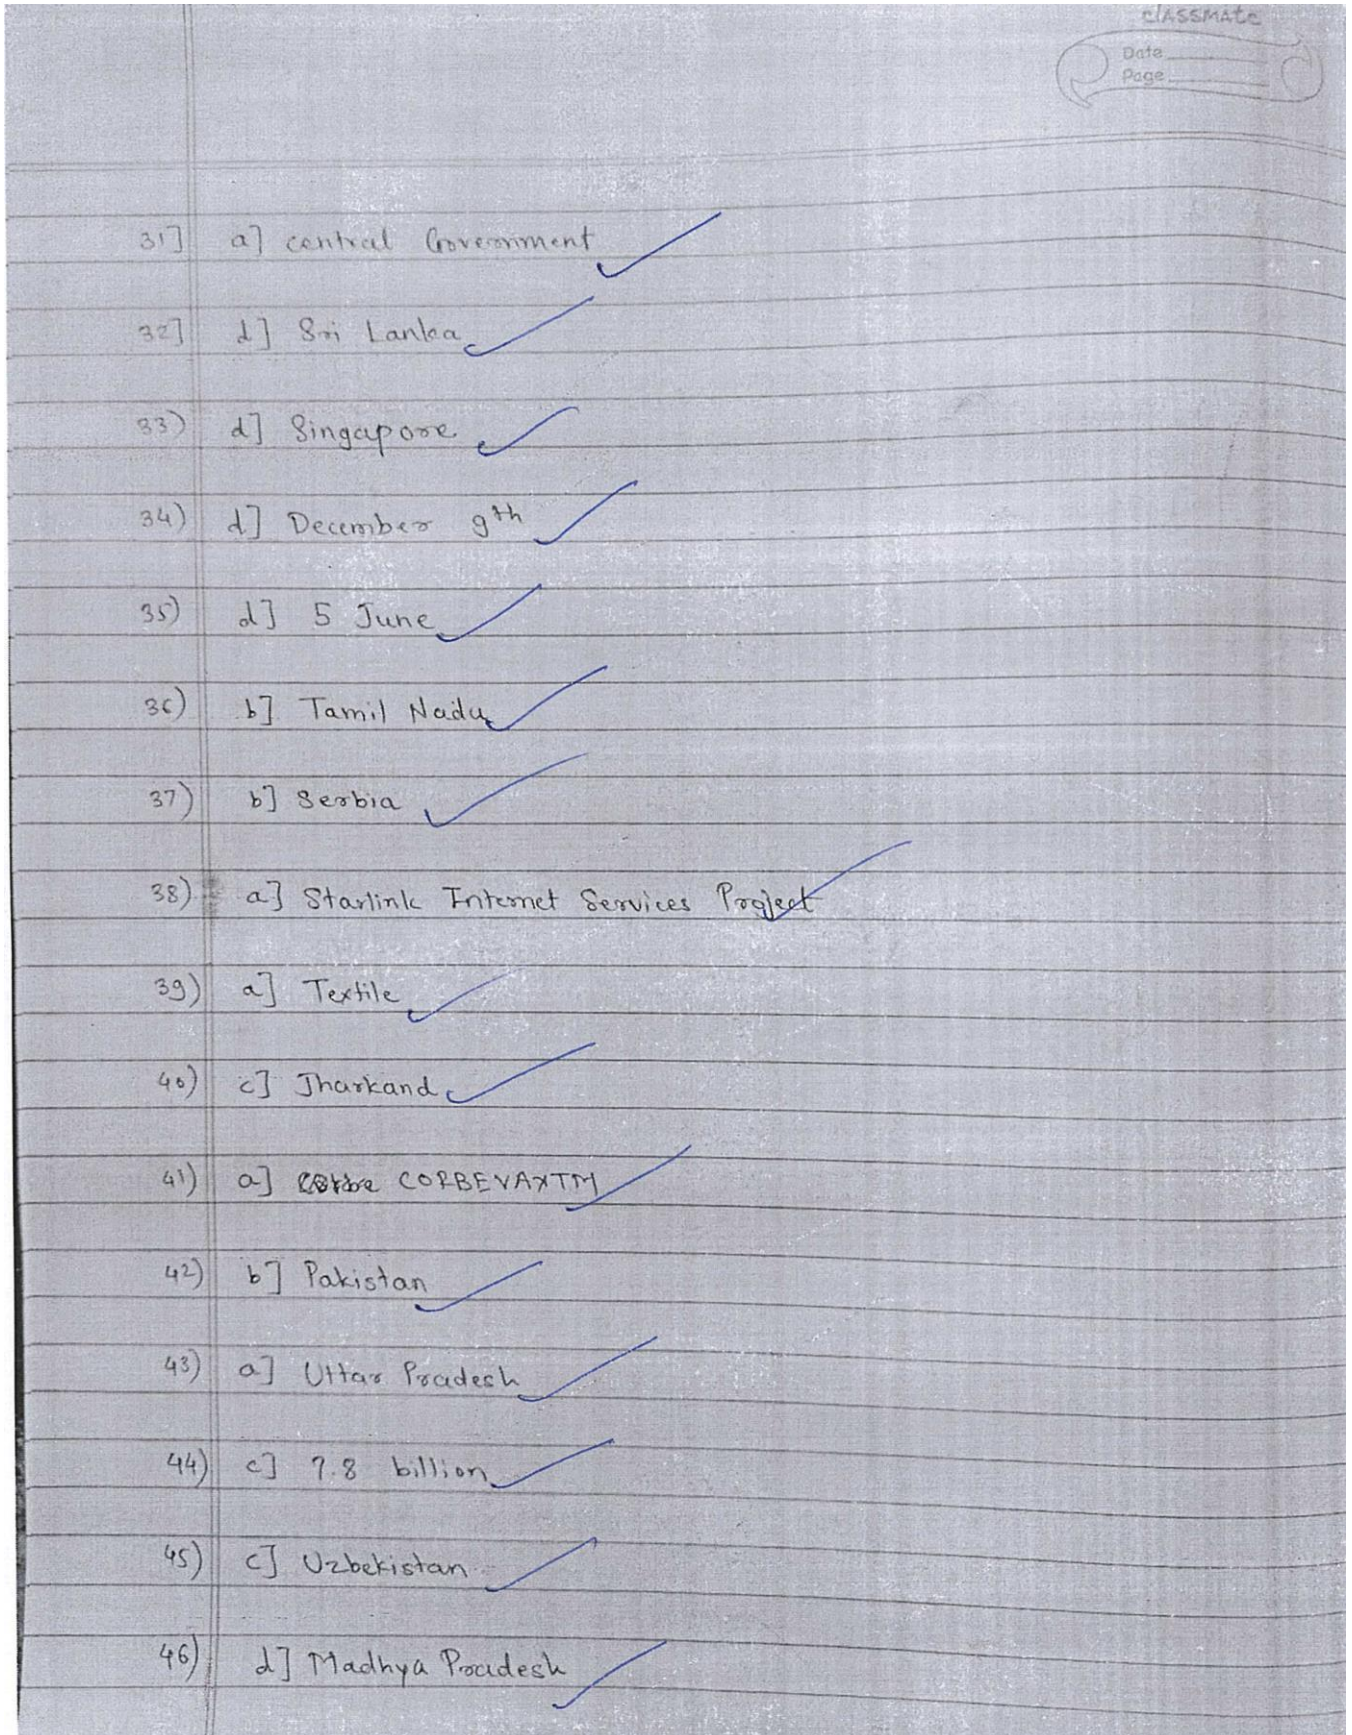 classmate
Date
Page
31] a] central Government
32] d] Sri Lanka
33) d] Singapore
34) d] December 9th
35) d] 5 June
36) b] Tamil Nadu
37) b] Serbia
38) a] Starlink Internet Services Project
39) a] Textile
40) c] Jharkand
41) a] CORBEVAXTM
42) b] Pakistan
43) a] Uttar Pradesh
44) c] 7.8 billion
45) c] Uzbekistan
46) d] Madhya Pradesh